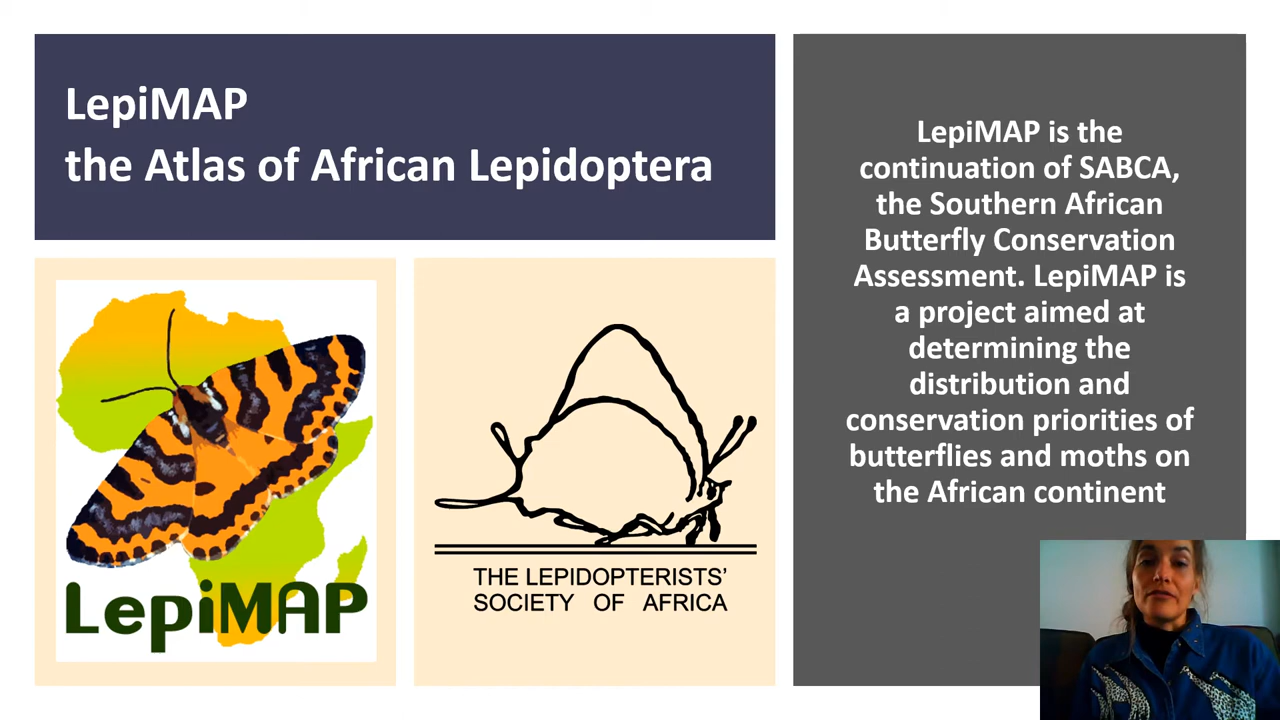 LepiMAP
the Atlas of African Lepidoptera
LepiMAP is the
continuation of SABCA,
the Southern African
Butterfly Conservation
Assessment. LepiMAP is
a project aimed at
determining the
distribution and
conservation priorities of
butterflies and moths on
the African continent
LepiMAP
THE LEPIDOPTERISTS’
SOCIETY OF AFRICA